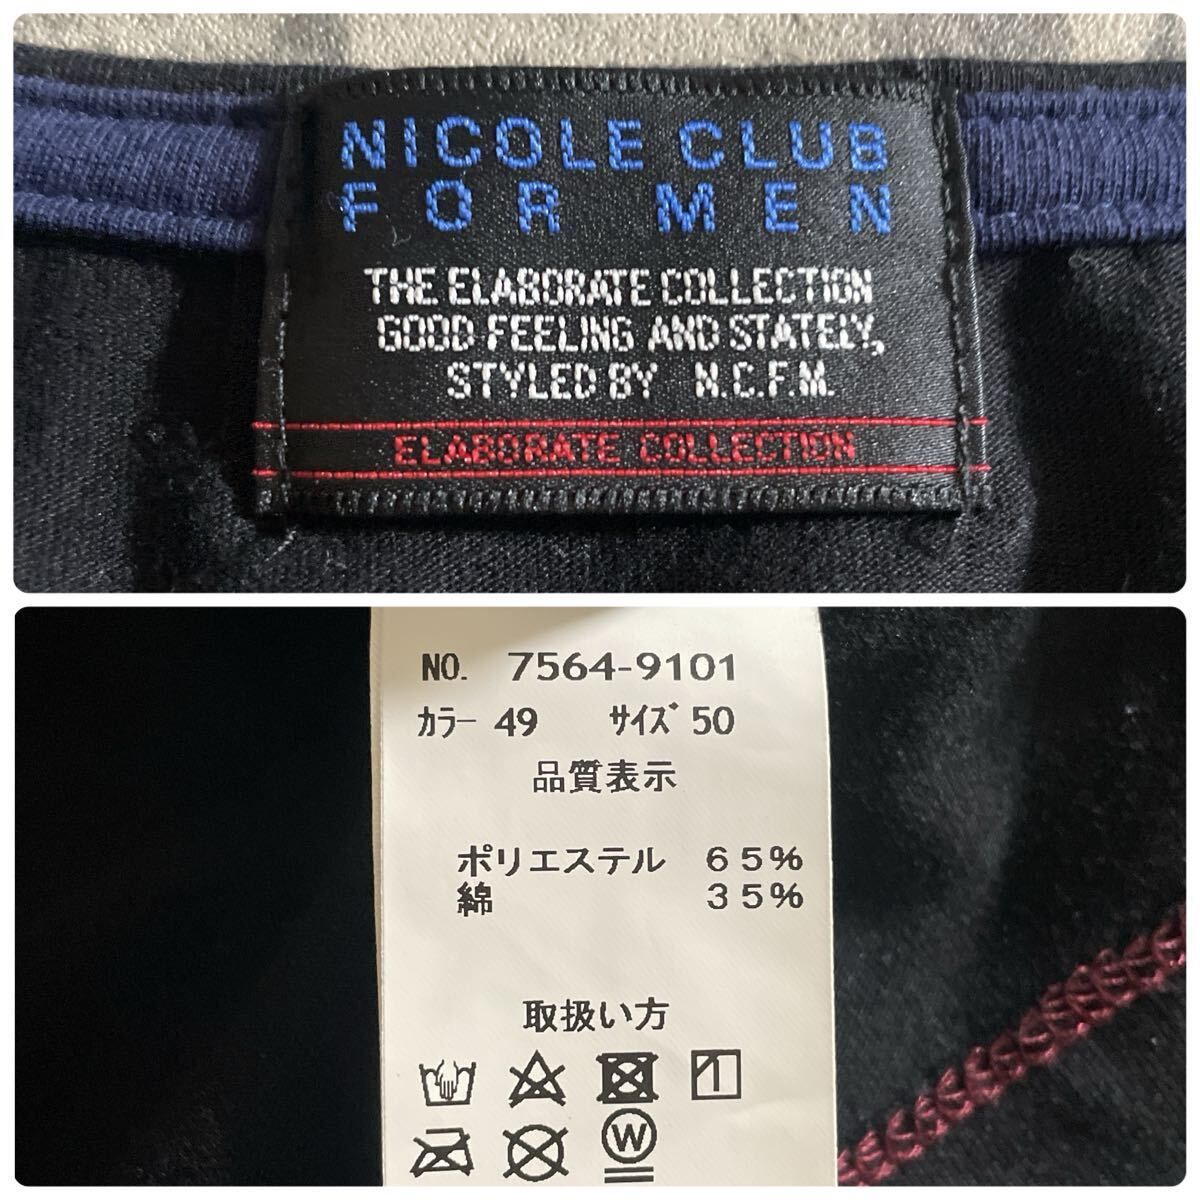 NICOLE CLUB
FOR MEN
THE ELABORATE COLLECTION
GOOD FEELING AND STATELY,
STYLED BY N.C.F.M.
ELABORATE COLLECTION
NO. 7564-9101
カラー 49 サイズ 50
品質表示
ポリエステル 65%
綿 35%
取扱い方
W